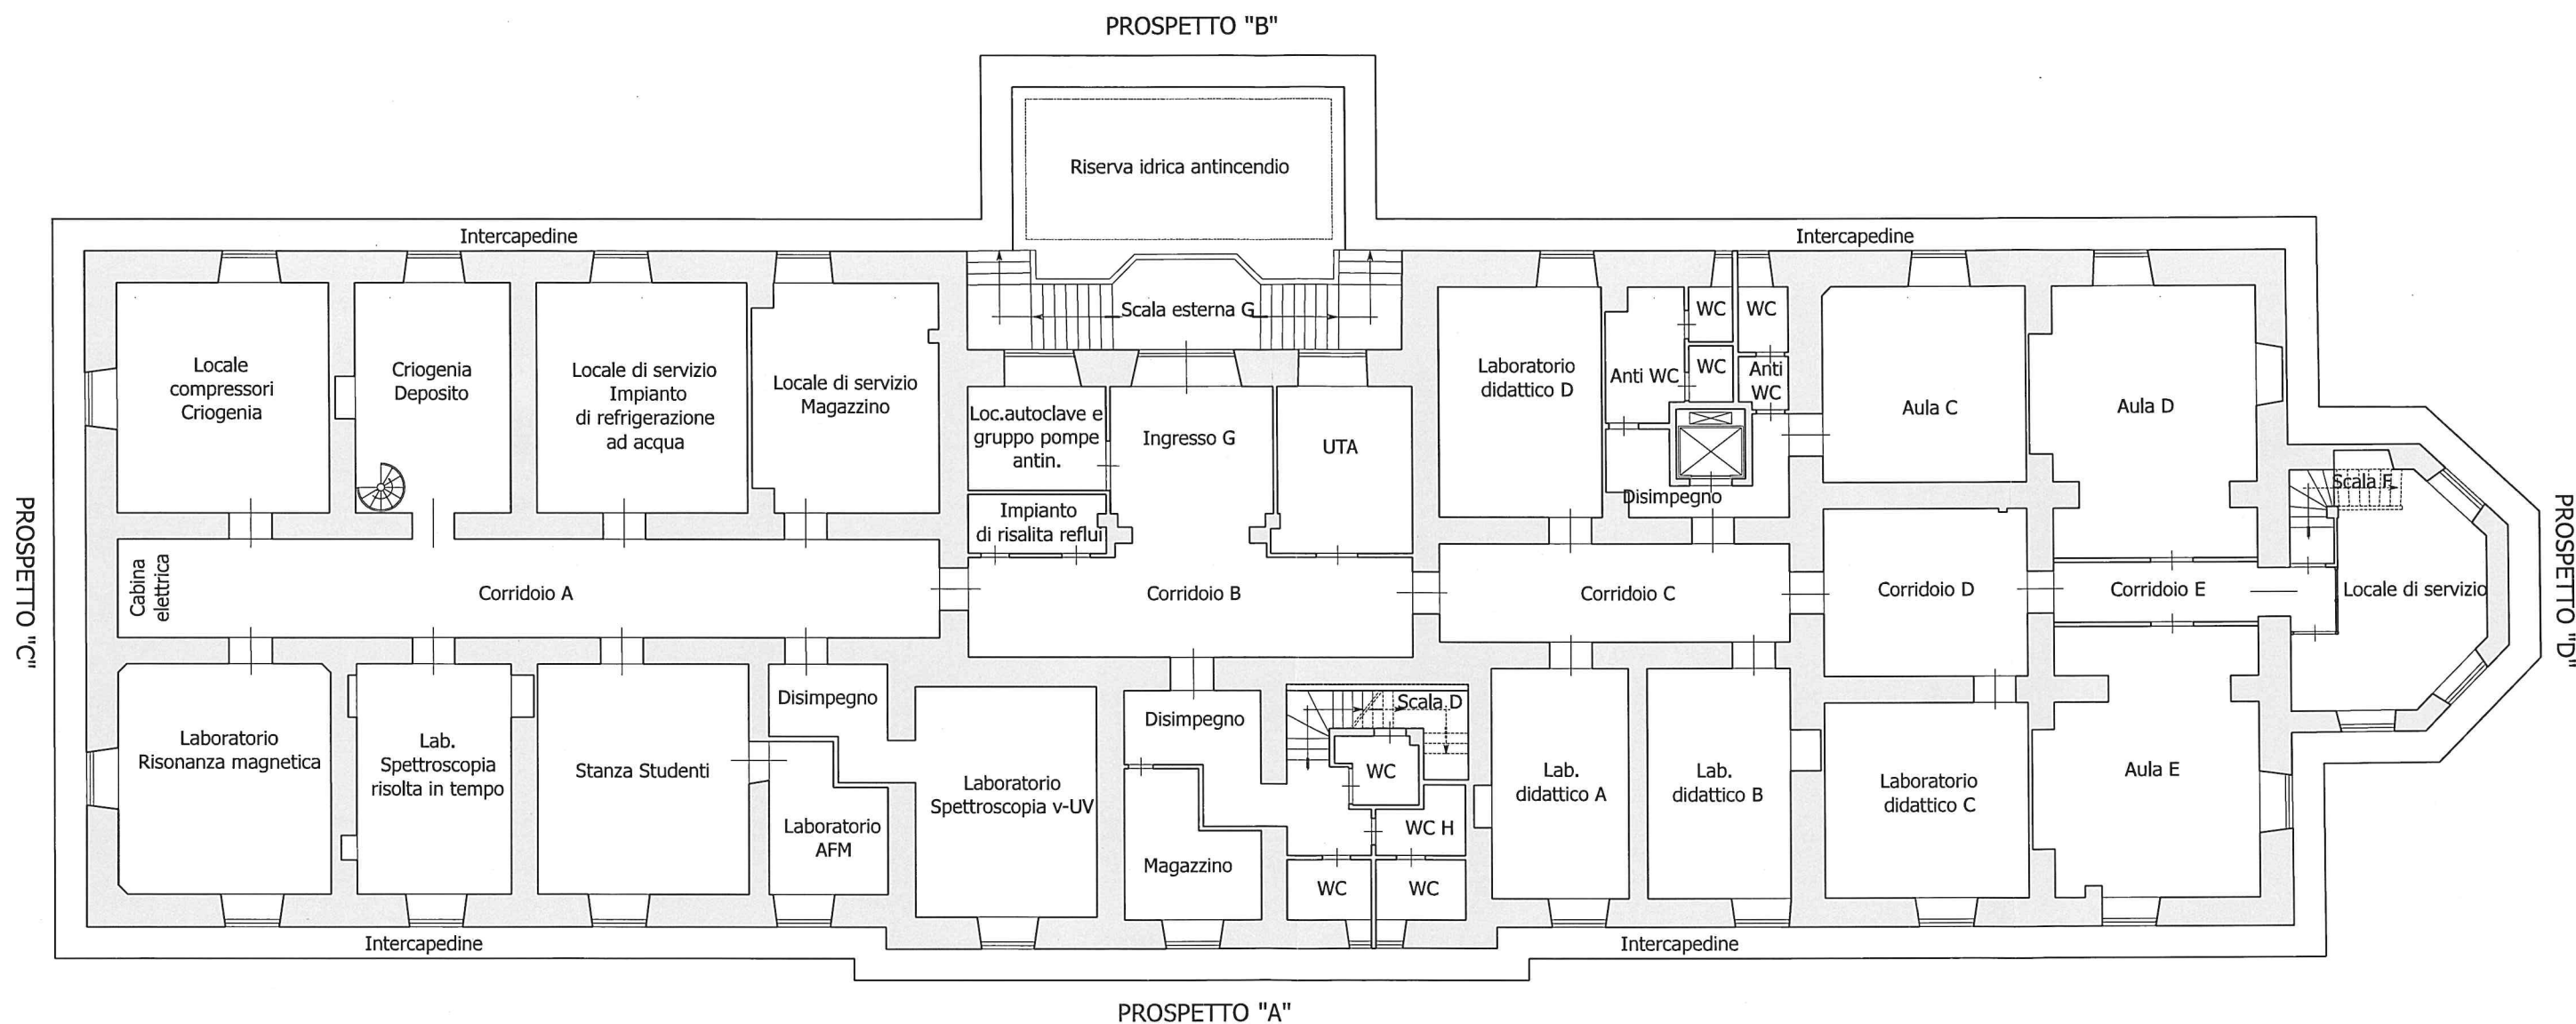 PROSPETTO "B"
Riserva idrica antincendio
Intercapedine
Intercapedine
Scala esterna G
Locale
compressori
Criogenia
Criogenia
Deposito
Locale di servizio
Impianto
di refrigerazione
ad acqua
Locale di servizio
Magazzino
Loc.autoclave e
gruppo pompe
antin.
Ingresso G
UTA
Impianto
di risalita reflui
Laboratorio
didattico D
Anti WC
WC
WC
WC
Anti
WC
Disimpegno
Aula C
Aula D
Scala F
PROSPETTO "C"
Cabina
elettrica
Corridoio A
Corridoio B
Corridoio C
Corridoio D
Corridoio E
Locale di servizio
PROSPETTO "D"
Laboratorio
Risonanza magnetica
Lab.
Spettroscopia
risolta in tempo
Stanza Studenti
Disimpegno
Laboratorio
AFM
Laboratorio
Spettroscopia v-UV
Disimpegno
Magazzino
Scala D
WC
WC H
WC
WC
Lab.
didattico A
Lab.
didattico B
Laboratorio
didattico C
Aula E
Intercapedine
Intercapedine
PROSPETTO "A"